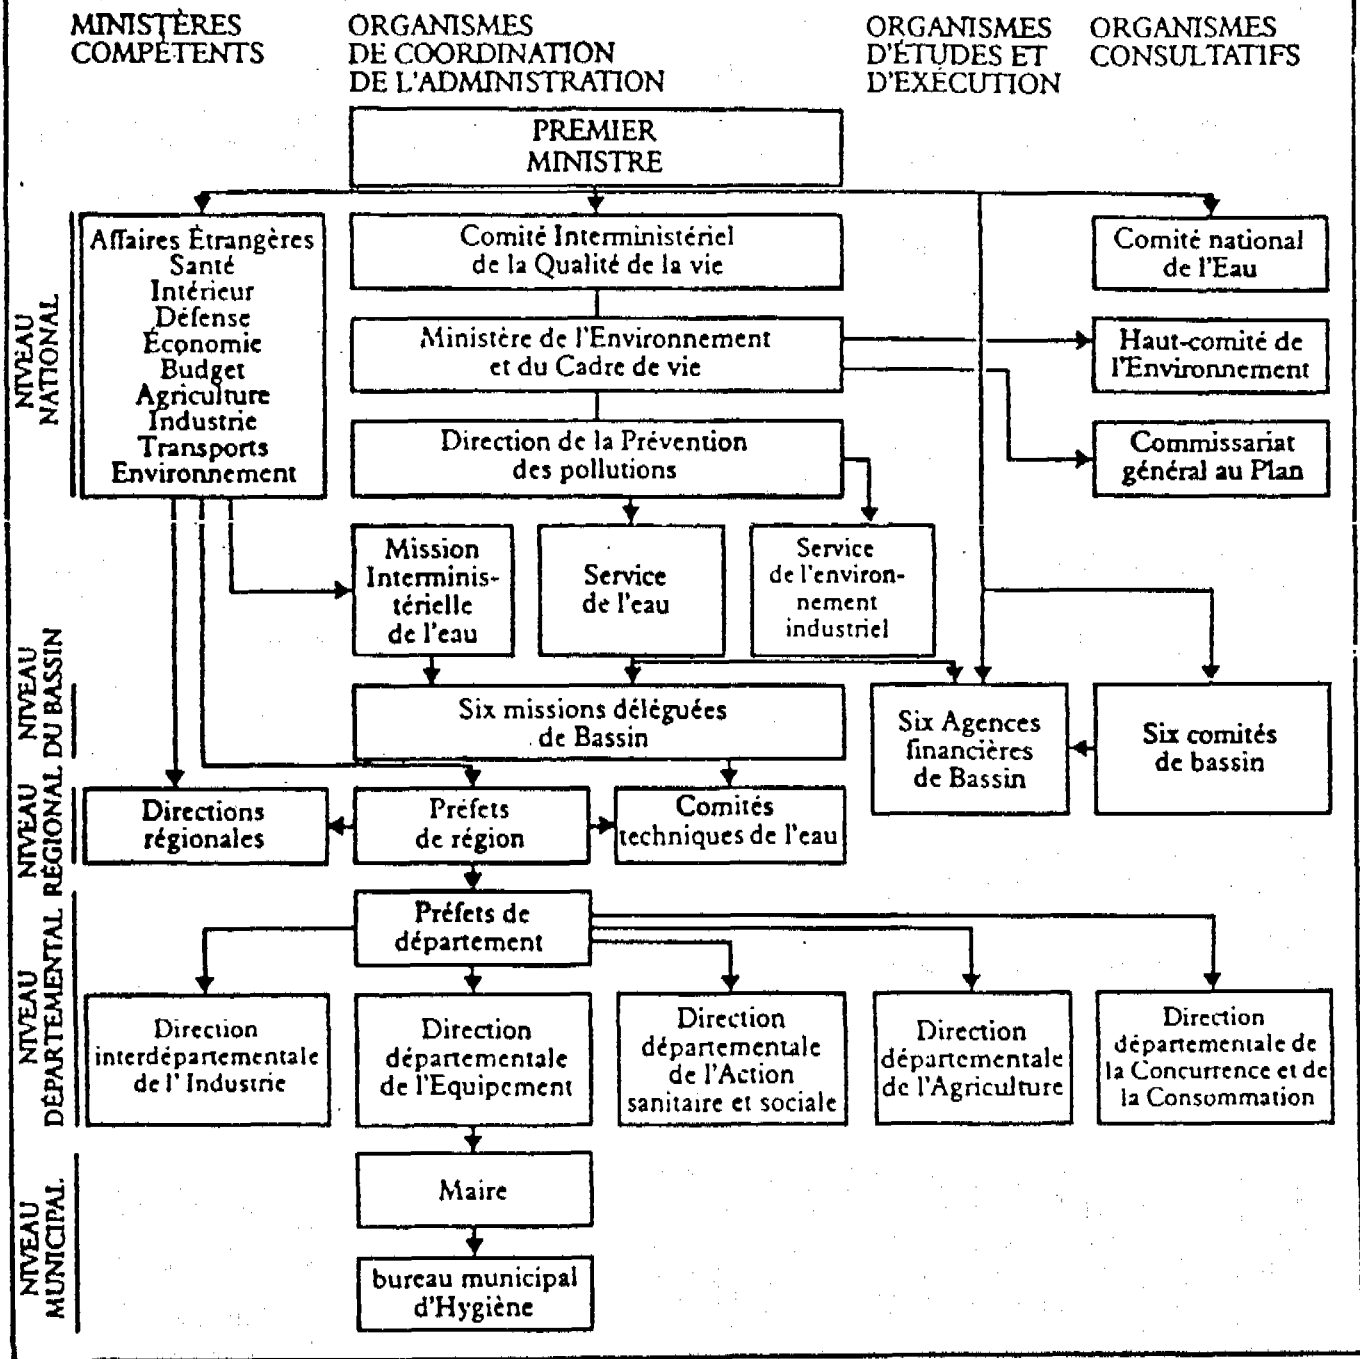 MINISTÈRES
COMPÉTENTS
ORGANISMES
DE COORDINATION
DE L'ADMINISTRATION
ORGANISMES
D'ÉTUDES ET
D'EXÉCUTION
ORGANISMES
CONSULTATIFS
PREMIER
MINISTRE
NIVEAU
NATIONAL
Affaires Étrangères
Santé
Intérieur
Défense
Économie
Budget
Agriculture
Industrie
Transports
Environnement
Comité Interministériel
de la Qualité de la vie
Comité national
de l'Eau
Ministère de l'Environnement
et du Cadre de vie
Haut-comité de
l'Environnement
Direction de la Prévention
des pollutions
Commissariat
général au Plan
Mission
Interminis-
térielle
de l'eau
Service
de l'eau
Service
de l'environ-
nement
industriel
NIVEAU
DU BASSIN
Six missions déléguées
de Bassin
Six Agences
financières
de Bassin
Six comités
de bassin
NIVEAU
RÉGIONAL
Directions
régionales
Préfets
de région
Comités
techniques de l'eau
NIVEAU
DÉPARTEMENTAL
Préfets de
département
Direction
interdépartementale
de l' Industrie
Direction
départementale
de l'Equipement
Direction
départementale
de l'Action
sanitaire et sociale
Direction
départementale
de l'Agriculture
Direction
départementale de
la Concurrence et de
la Consommation
NIVEAU
MUNICIPAL
Maire
bureau municipal
d'Hygiène